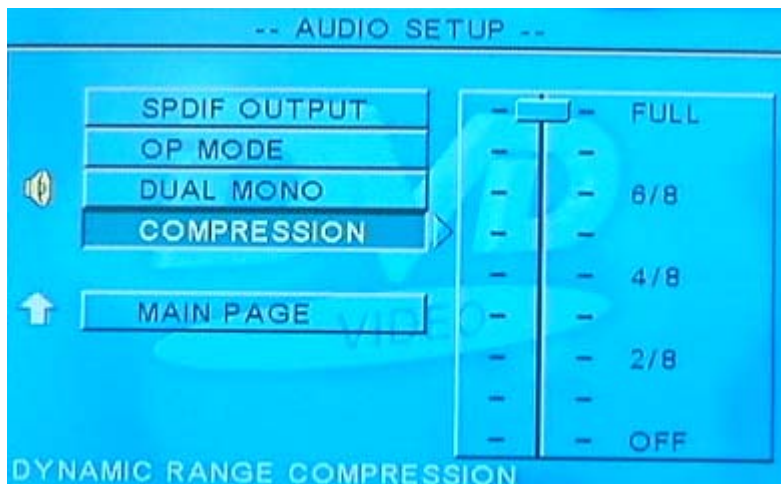 -- AUDIO SETUP --
SPDIF OUTPUT
OP MODE
DUAL MONO
COMPRESSION
MAIN PAGE
FULL
6/8
4/8
2/8
OFF
VIDEO
DYNAMIC RANGE COMPRESSION